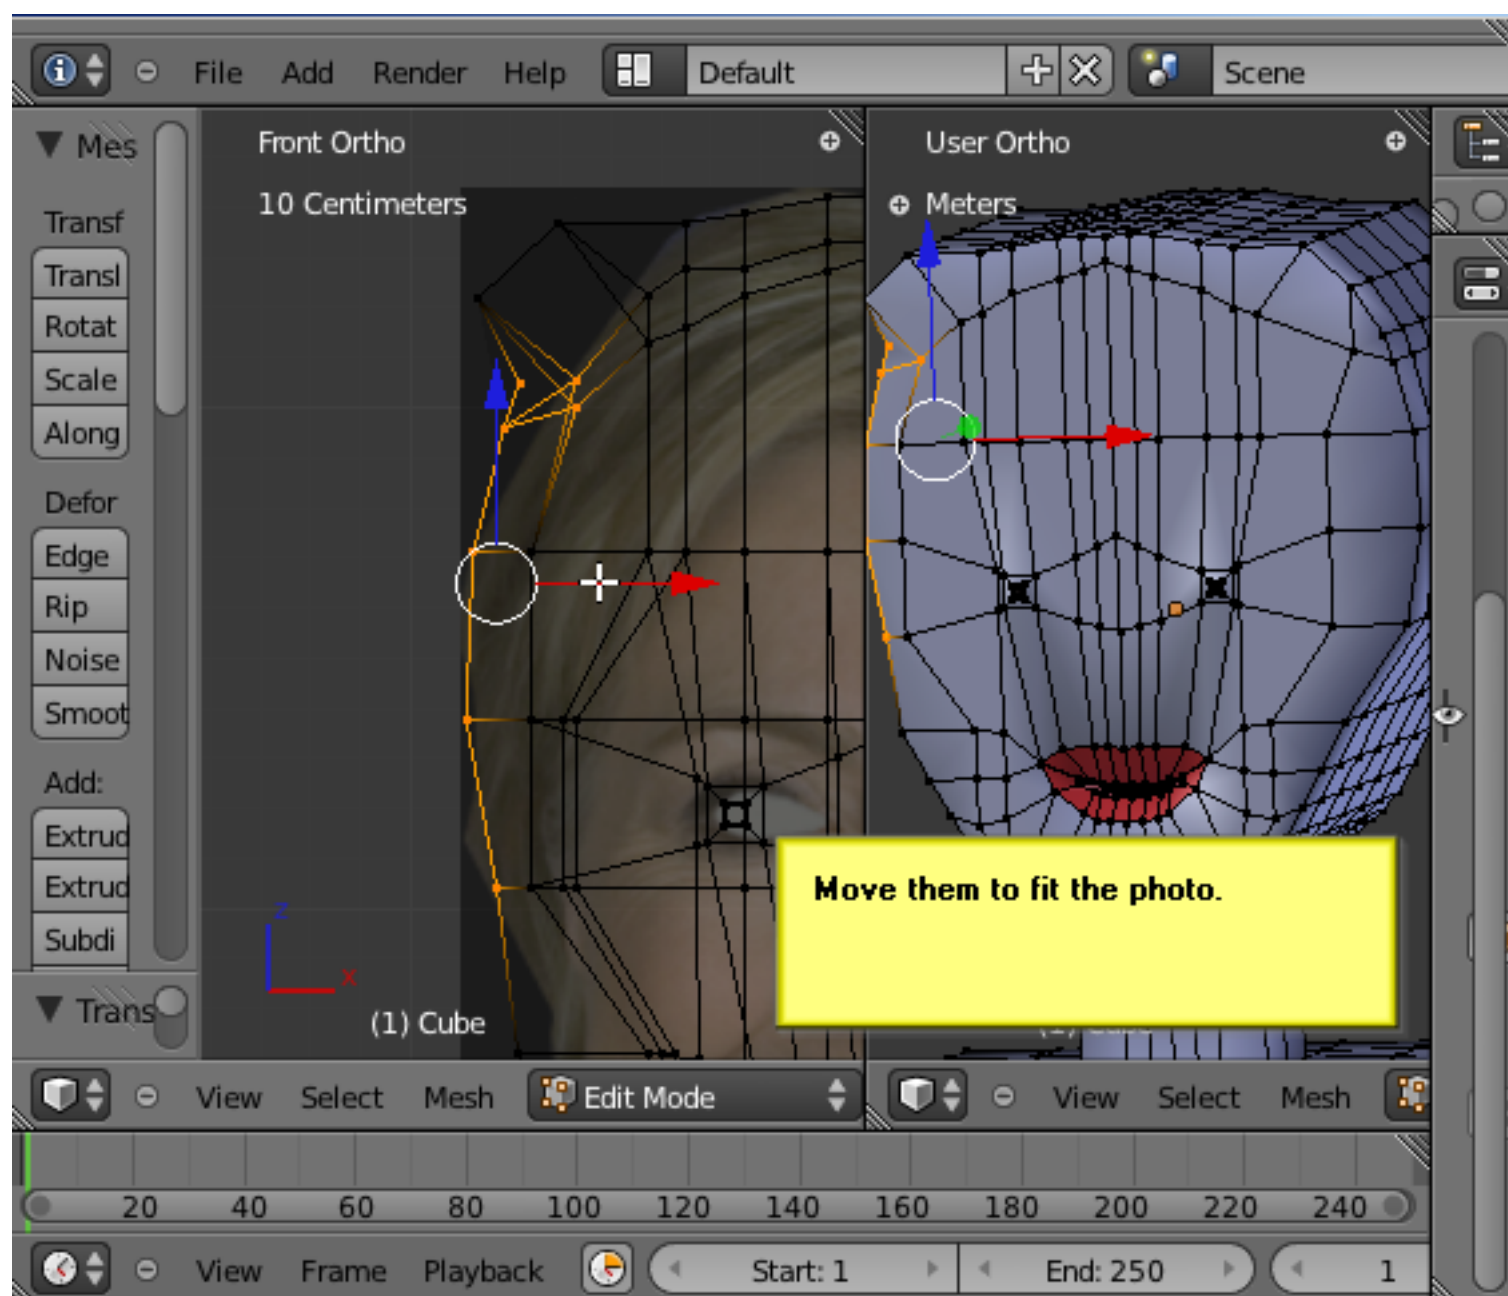 File Add Render Help Default Scene
Mes
Front Ortho
User Ortho
10 Centimeters
Meters
Transf
Transl
Rotat
Scale
Along
Defor
Edge
Rip
Noise
Smoot
Add:
Extrud
Extrud
Subdi
Move them to fit the photo.
z
x
Trans
(1) Cube
View Select Mesh Edit Mode
View Select Mesh
20 40 60 80 100 120 140 160 180 200 220 240
View Frame Playback Start: 1 End: 250 1